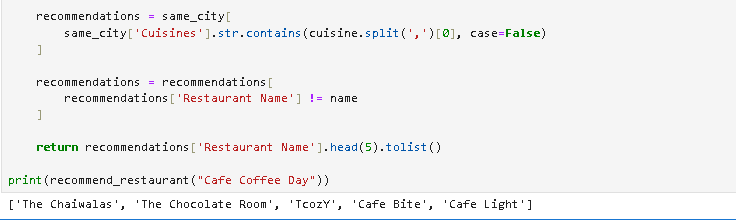 recommendations = same_city[
same_city['Cuisines'].str.contains(cuisine.split(',')[0], case=False)
]
recommendations = recommendations[
recommendations['Restaurant Name'] != name
]
return recommendations['Restaurant Name'].head(5).tolist()
print(recommend_restaurant("Cafe Coffee Day"))
['The Chaiwalas', 'The Chocolate Room', 'TcozY', 'Cafe Bite', 'Cafe Light']